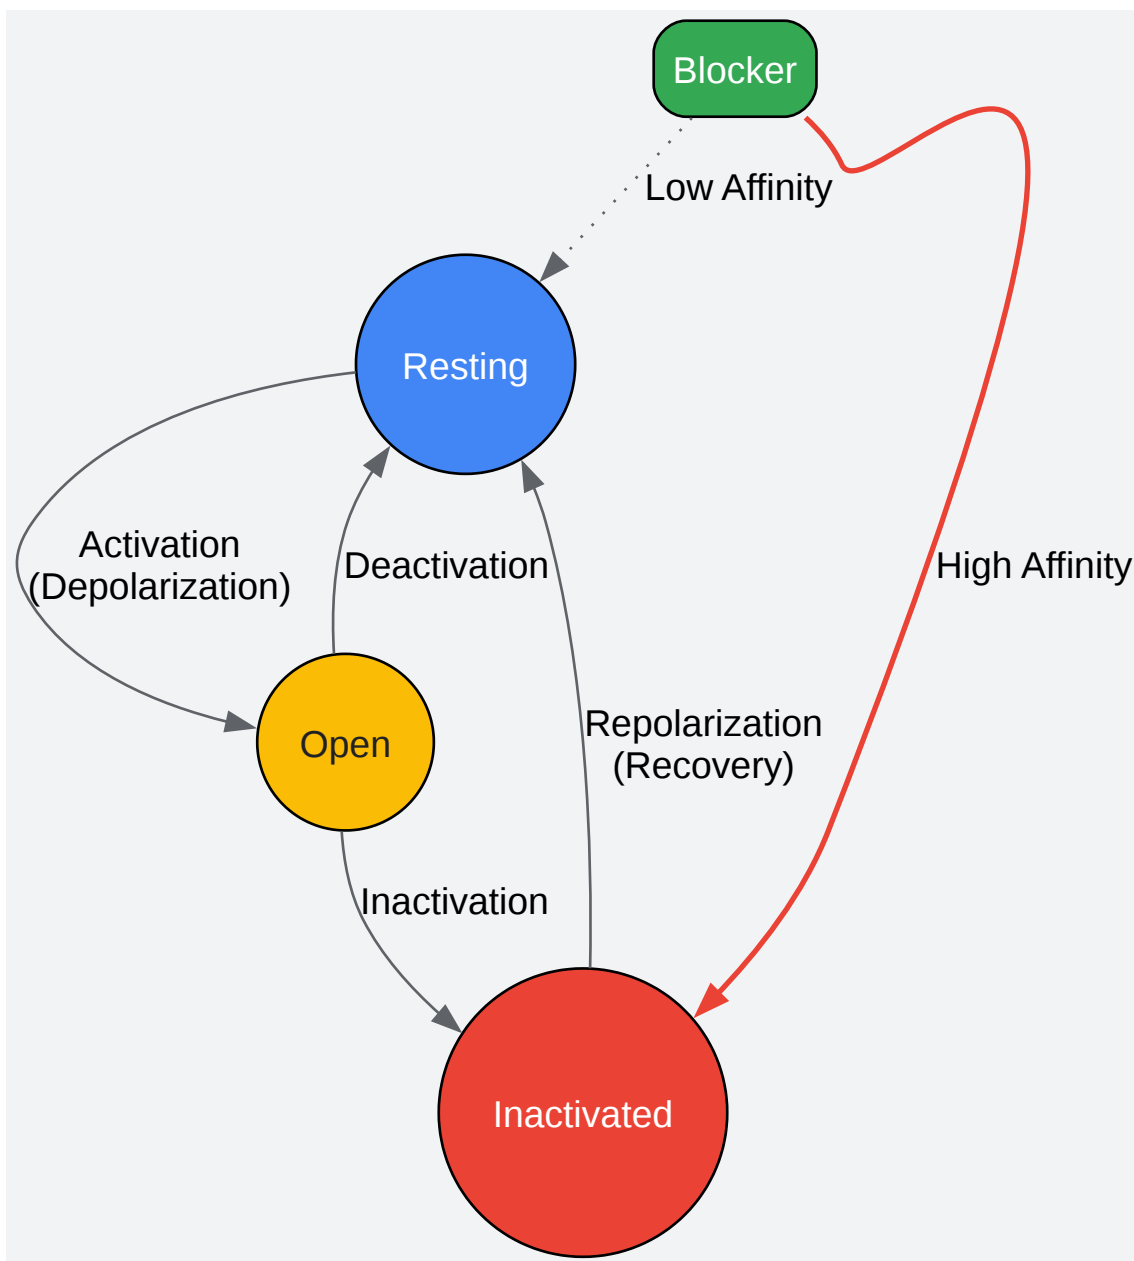 Blocker
Low Affinity
Resting
Activation
(Depolarization)
Deactivation
High Affinity
Open
Repolarization
(Recovery)
Inactivation
Inactivated